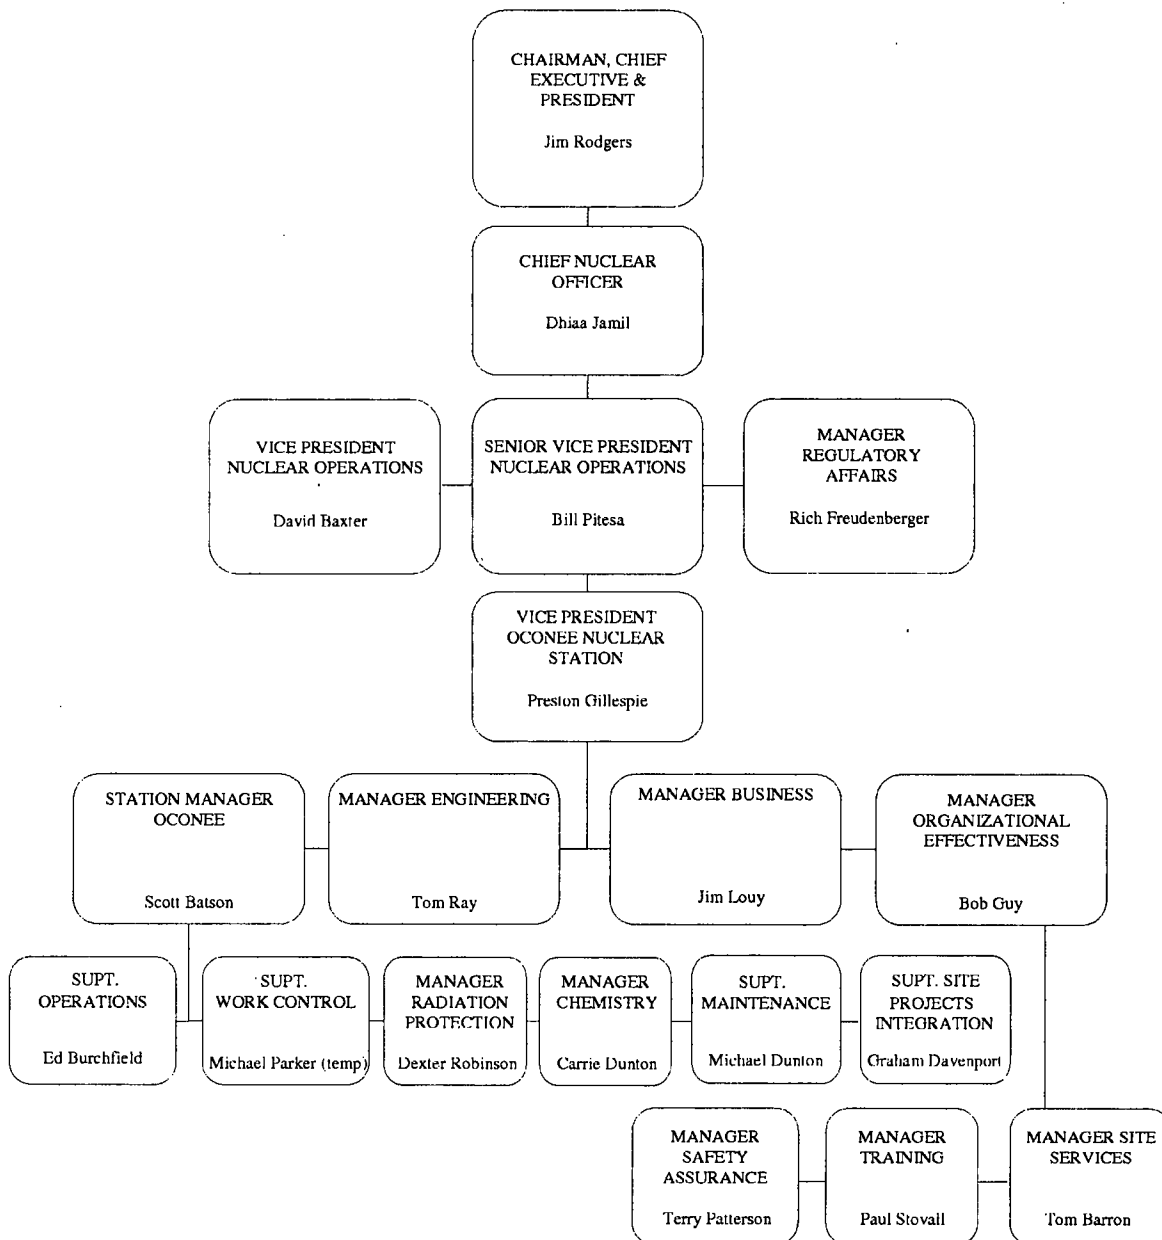 CHAIRMAN, CHIEF
EXECUTIVE &
PRESIDENT
Jim Rodgers
CHIEF NUCLEAR
OFFICER
Dhiaa Jamil
VICE PRESIDENT
NUCLEAR OPERATIONS
David Baxter
SENIOR VICE PRESIDENT
NUCLEAR OPERATIONS
Bill Pitesa
MANAGER
REGULATORY
AFFAIRS
Rich Freudenberger
VICE PRESIDENT
OCONEE NUCLEAR
STATION
Preston Gillespie
STATION MANAGER
OCONEE
Scott Batson
MANAGER ENGINEERING
Tom Ray
MANAGER BUSINESS
Jim Louy
MANAGER
ORGANIZATIONAL
EFFECTIVENESS
Bob Guy
SUPT.
OPERATIONS
Ed Burchfield
SUPT.
WORK CONTROL
Michael Parker (temp)
MANAGER
RADIATION
PROTECTION
Dexter Robinson
MANAGER
CHEMISTRY
Carrie Dunton
SUPT.
MAINTENANCE
Michael Dunton
SUPT. SITE
PROJECTS
INTEGRATION
Graham Davenport
MANAGER
SAFETY
ASSURANCE
Terry Patterson
MANAGER
TRAINING
Paul Stovall
MANAGER SITE
SERVICES
Tom Barron